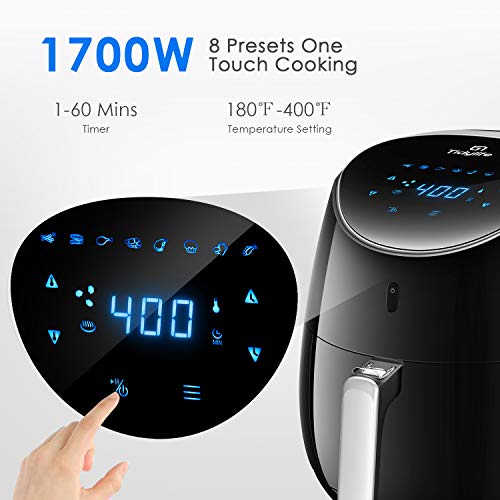 1700W
8 Presets One
Touch Cooking
1-60 Mins
Timer
180℉-400℉
Temperature Setting
Tidylife
400
400
MIN